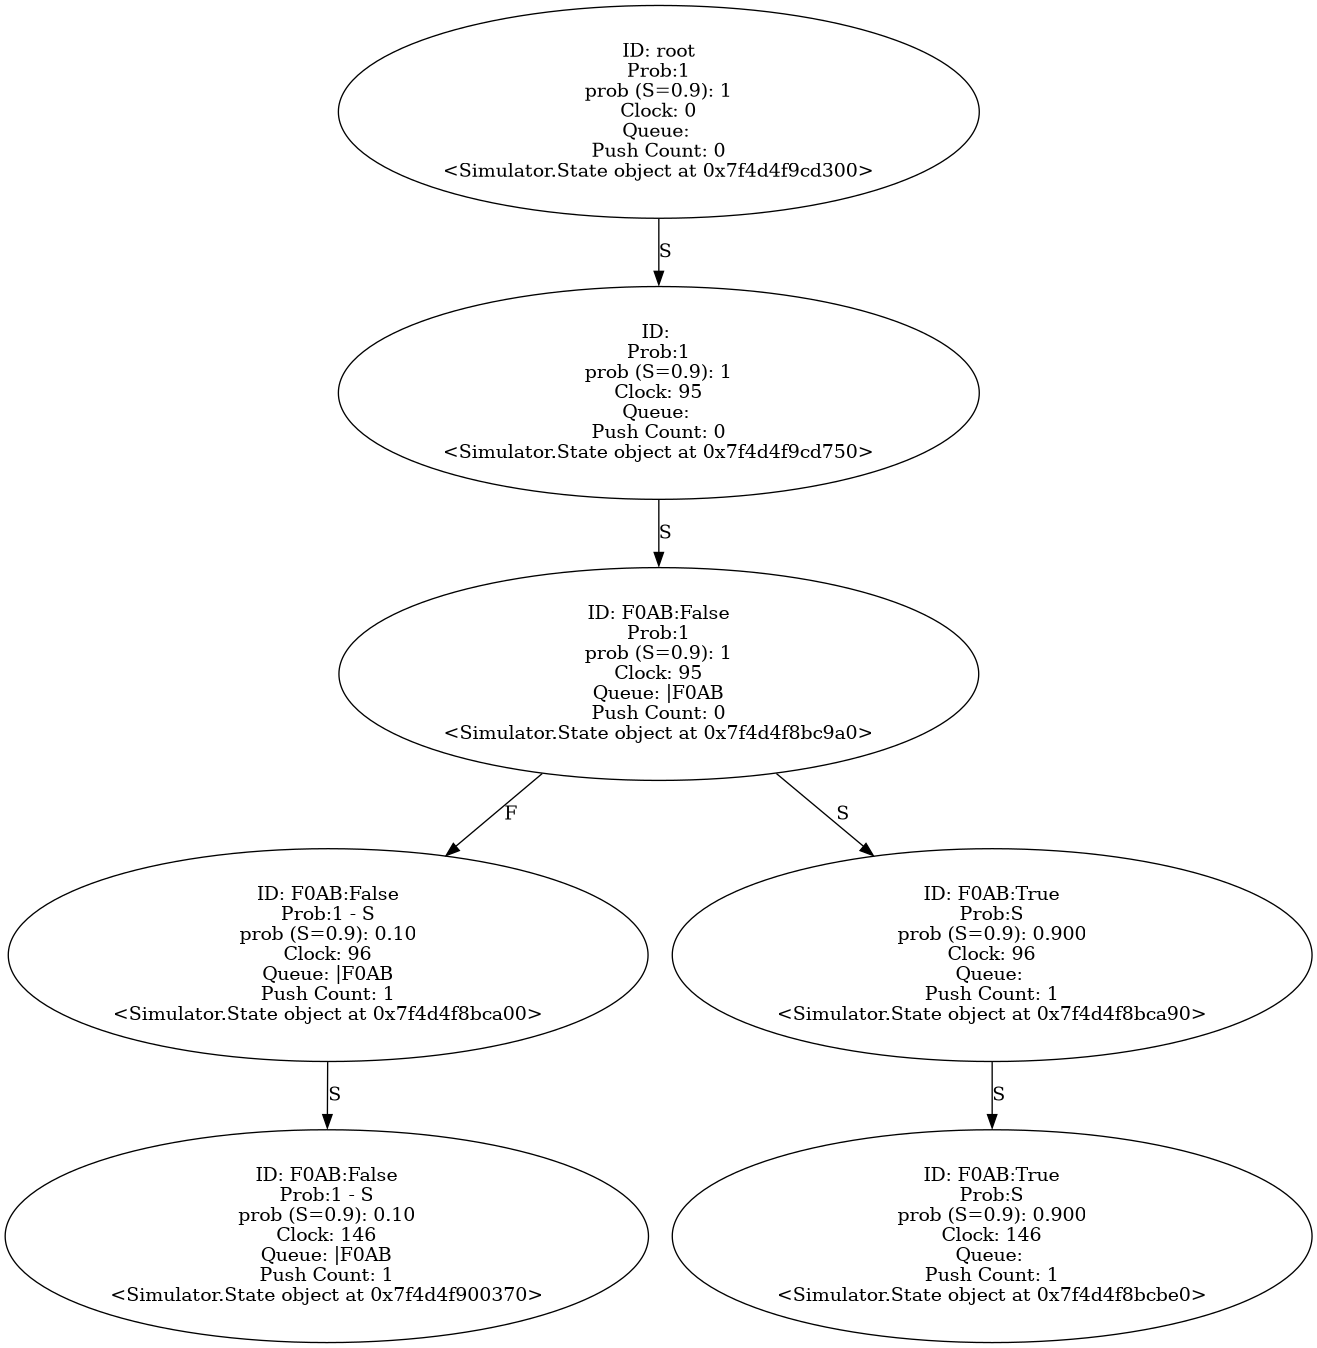 ID: root
Prob:1
prob (S=0.9): 1
Clock: 0
Queue:
Push Count: 0
<Simulator.State object at 0x7f4d4f9cd300>
S
ID:
Prob:1
prob (S=0.9): 1
Clock: 95
Queue:
Push Count: 0
<Simulator.State object at 0x7f4d4f9cd750>
S
ID: F0AB:False
Prob:1
prob (S=0.9): 1
Clock: 95
Queue: |F0AB
Push Count: 0
<Simulator.State object at 0x7f4d4f8bc9a0>
F
S
ID: F0AB:False
Prob:1 - S
prob (S=0.9): 0.10
Clock: 96
Queue: |F0AB
Push Count: 1
<Simulator.State object at 0x7f4d4f8bca00>
ID: F0AB:True
Prob:S
prob (S=0.9): 0.900
Clock: 96
Queue:
Push Count: 1
<Simulator.State object at 0x7f4d4f8bca90>
S
S
ID: F0AB:False
Prob:1 - S
prob (S=0.9): 0.10
Clock: 146
Queue: |F0AB
Push Count: 1
<Simulator.State object at 0x7f4d4f900370>
ID: F0AB:True
Prob:S
prob (S=0.9): 0.900
Clock: 146
Queue:
Push Count: 1
<Simulator.State object at 0x7f4d4f8bcbe0>